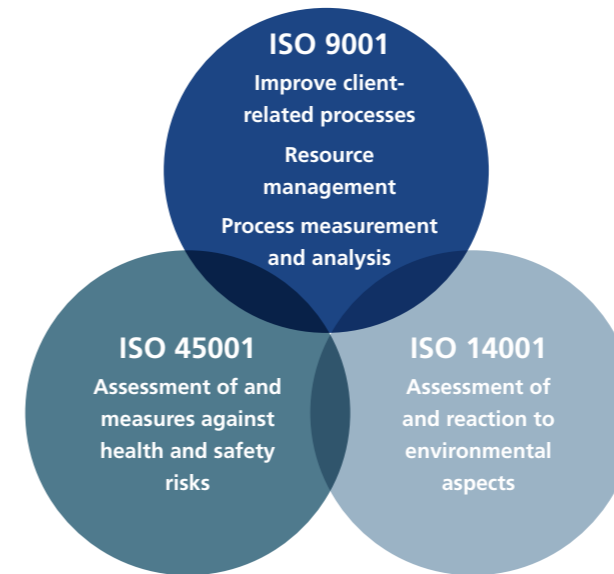 ISO 9001
Improve client-
related processes
Resource
management
Process measurement
and analysis
ISO 45001
Assessment of and
measures against
health and safety
risks
ISO 14001
Assessment of
and reaction to
environmental
aspects